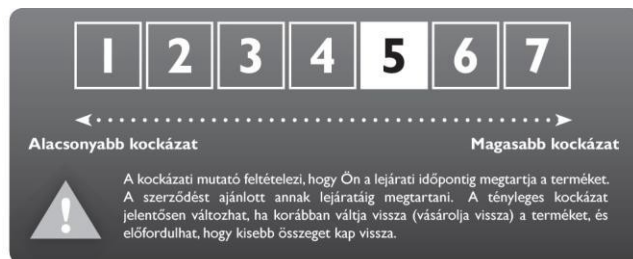 1 2 3 4 5 6 7
Alacsonyabb kockázat Magasabb kockázat
A kockázati mutató feltételezi, hogy Ön a lejárati időpontig megtartja a terméket.
A szerződést ajánlott annak lejáratáig megtartani. A tényleges kockázat
jelentősen változhat, ha korábban váltja vissza (vásárolja vissza) a terméket, és
előfordulhat, hogy kisebb összeget kap vissza.